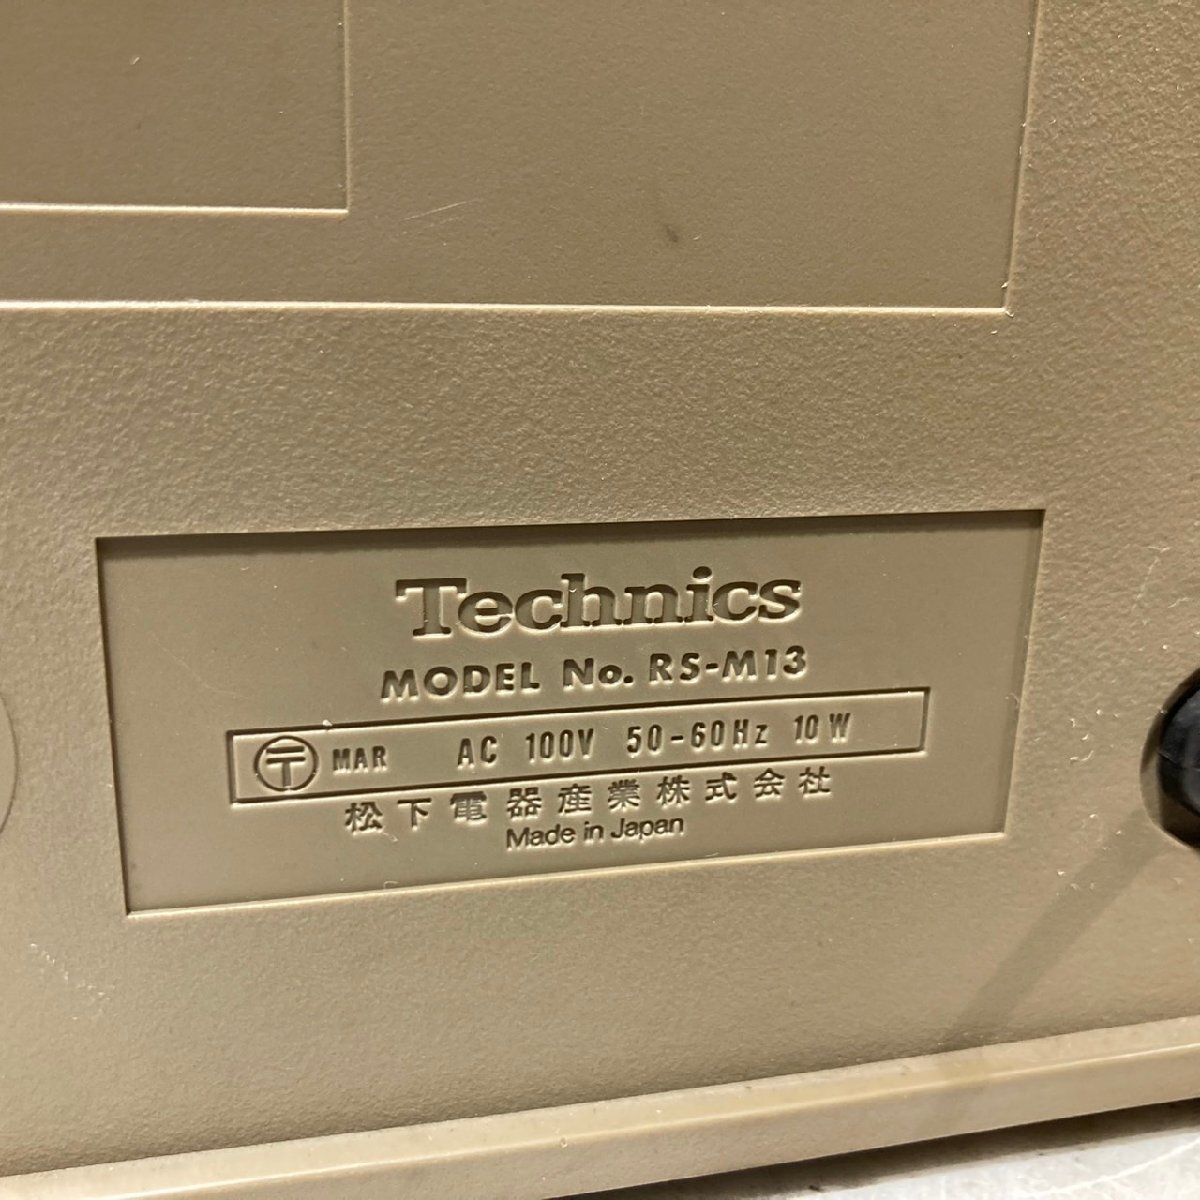 Technics
MODEL No. RS-M13
〒 MAR AC 100V 50-60Hz 10W
松下電器産業株式会社
Made in Japan